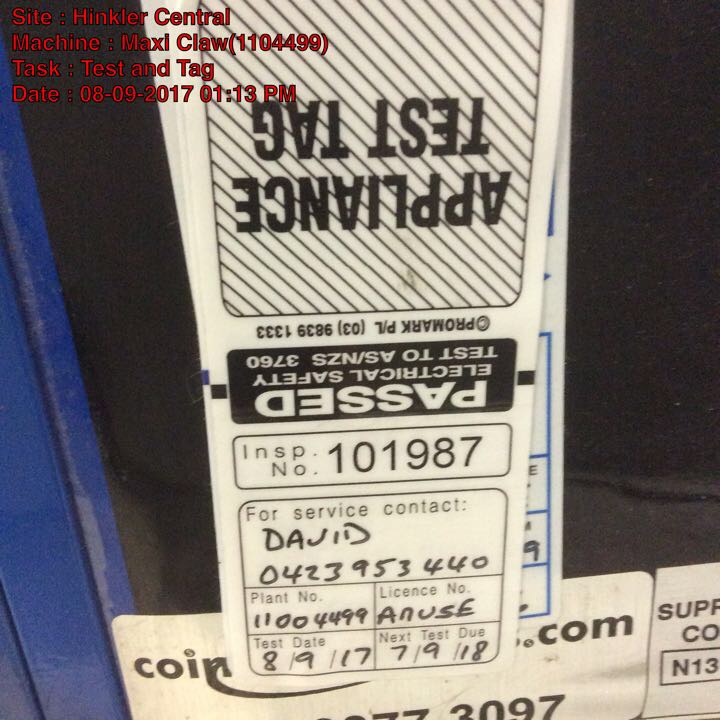 Site : Hinkler Central
Machine : Maxi Claw(1104499)
Task : Test and Tag
Date : 08-09-2017 01:13 PM
APPLIANCE
TEST TAG
©PROMARK P/L (03) 9839 1333
PASSED
ELECTRICAL SAFETY
TEST TO AS/NZS 3760
Insp. No. 101987
For service contact:
DAVID
0423953440
Plant No. Licence No.
11004499 AMUSE
Test Date Next Test Due
8/9/17 7/9/18
E
9
coin s.com
3097
SUPP
CO
N13